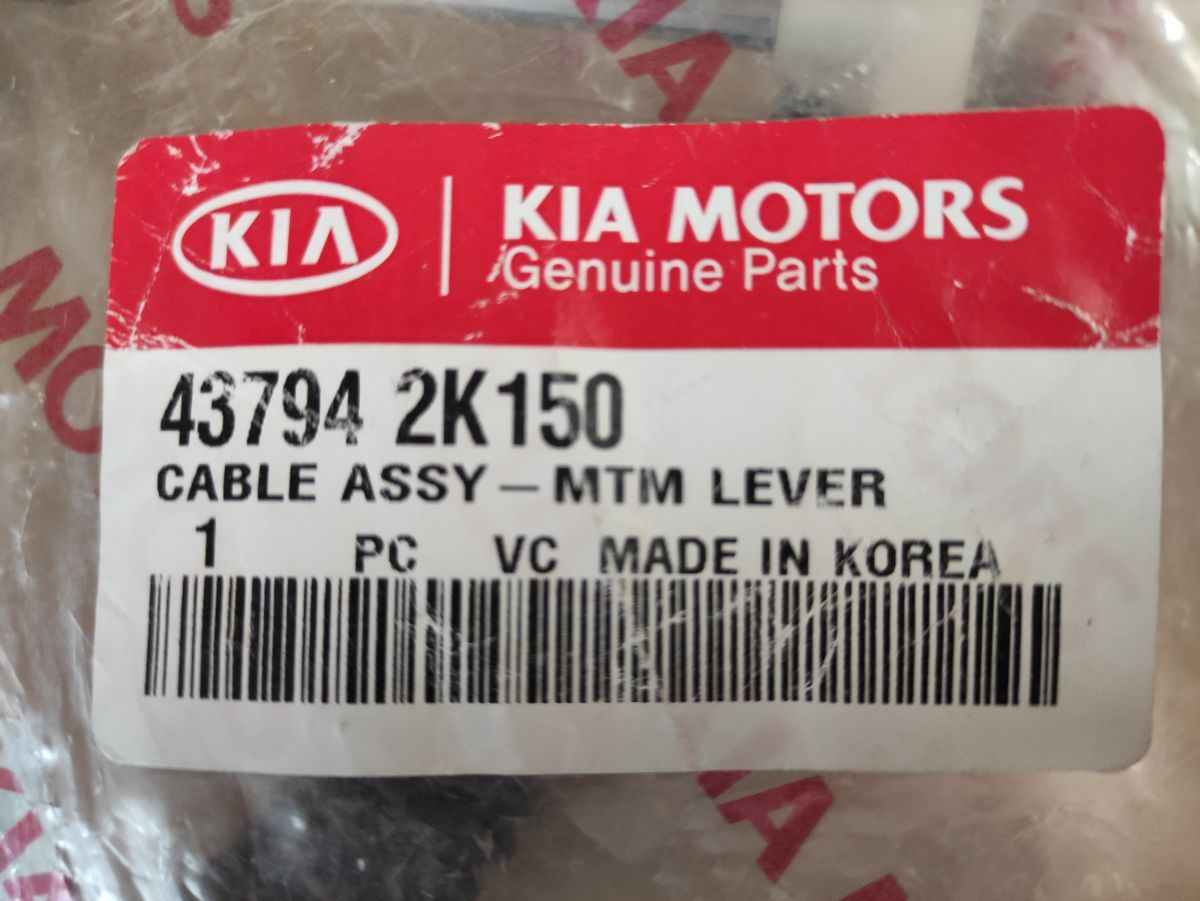 KIA
KIA MOTORS
Genuine Parts
43794 2K150
CABLE ASSY – MTM LEVER
1 PC VC MADE IN KOREA